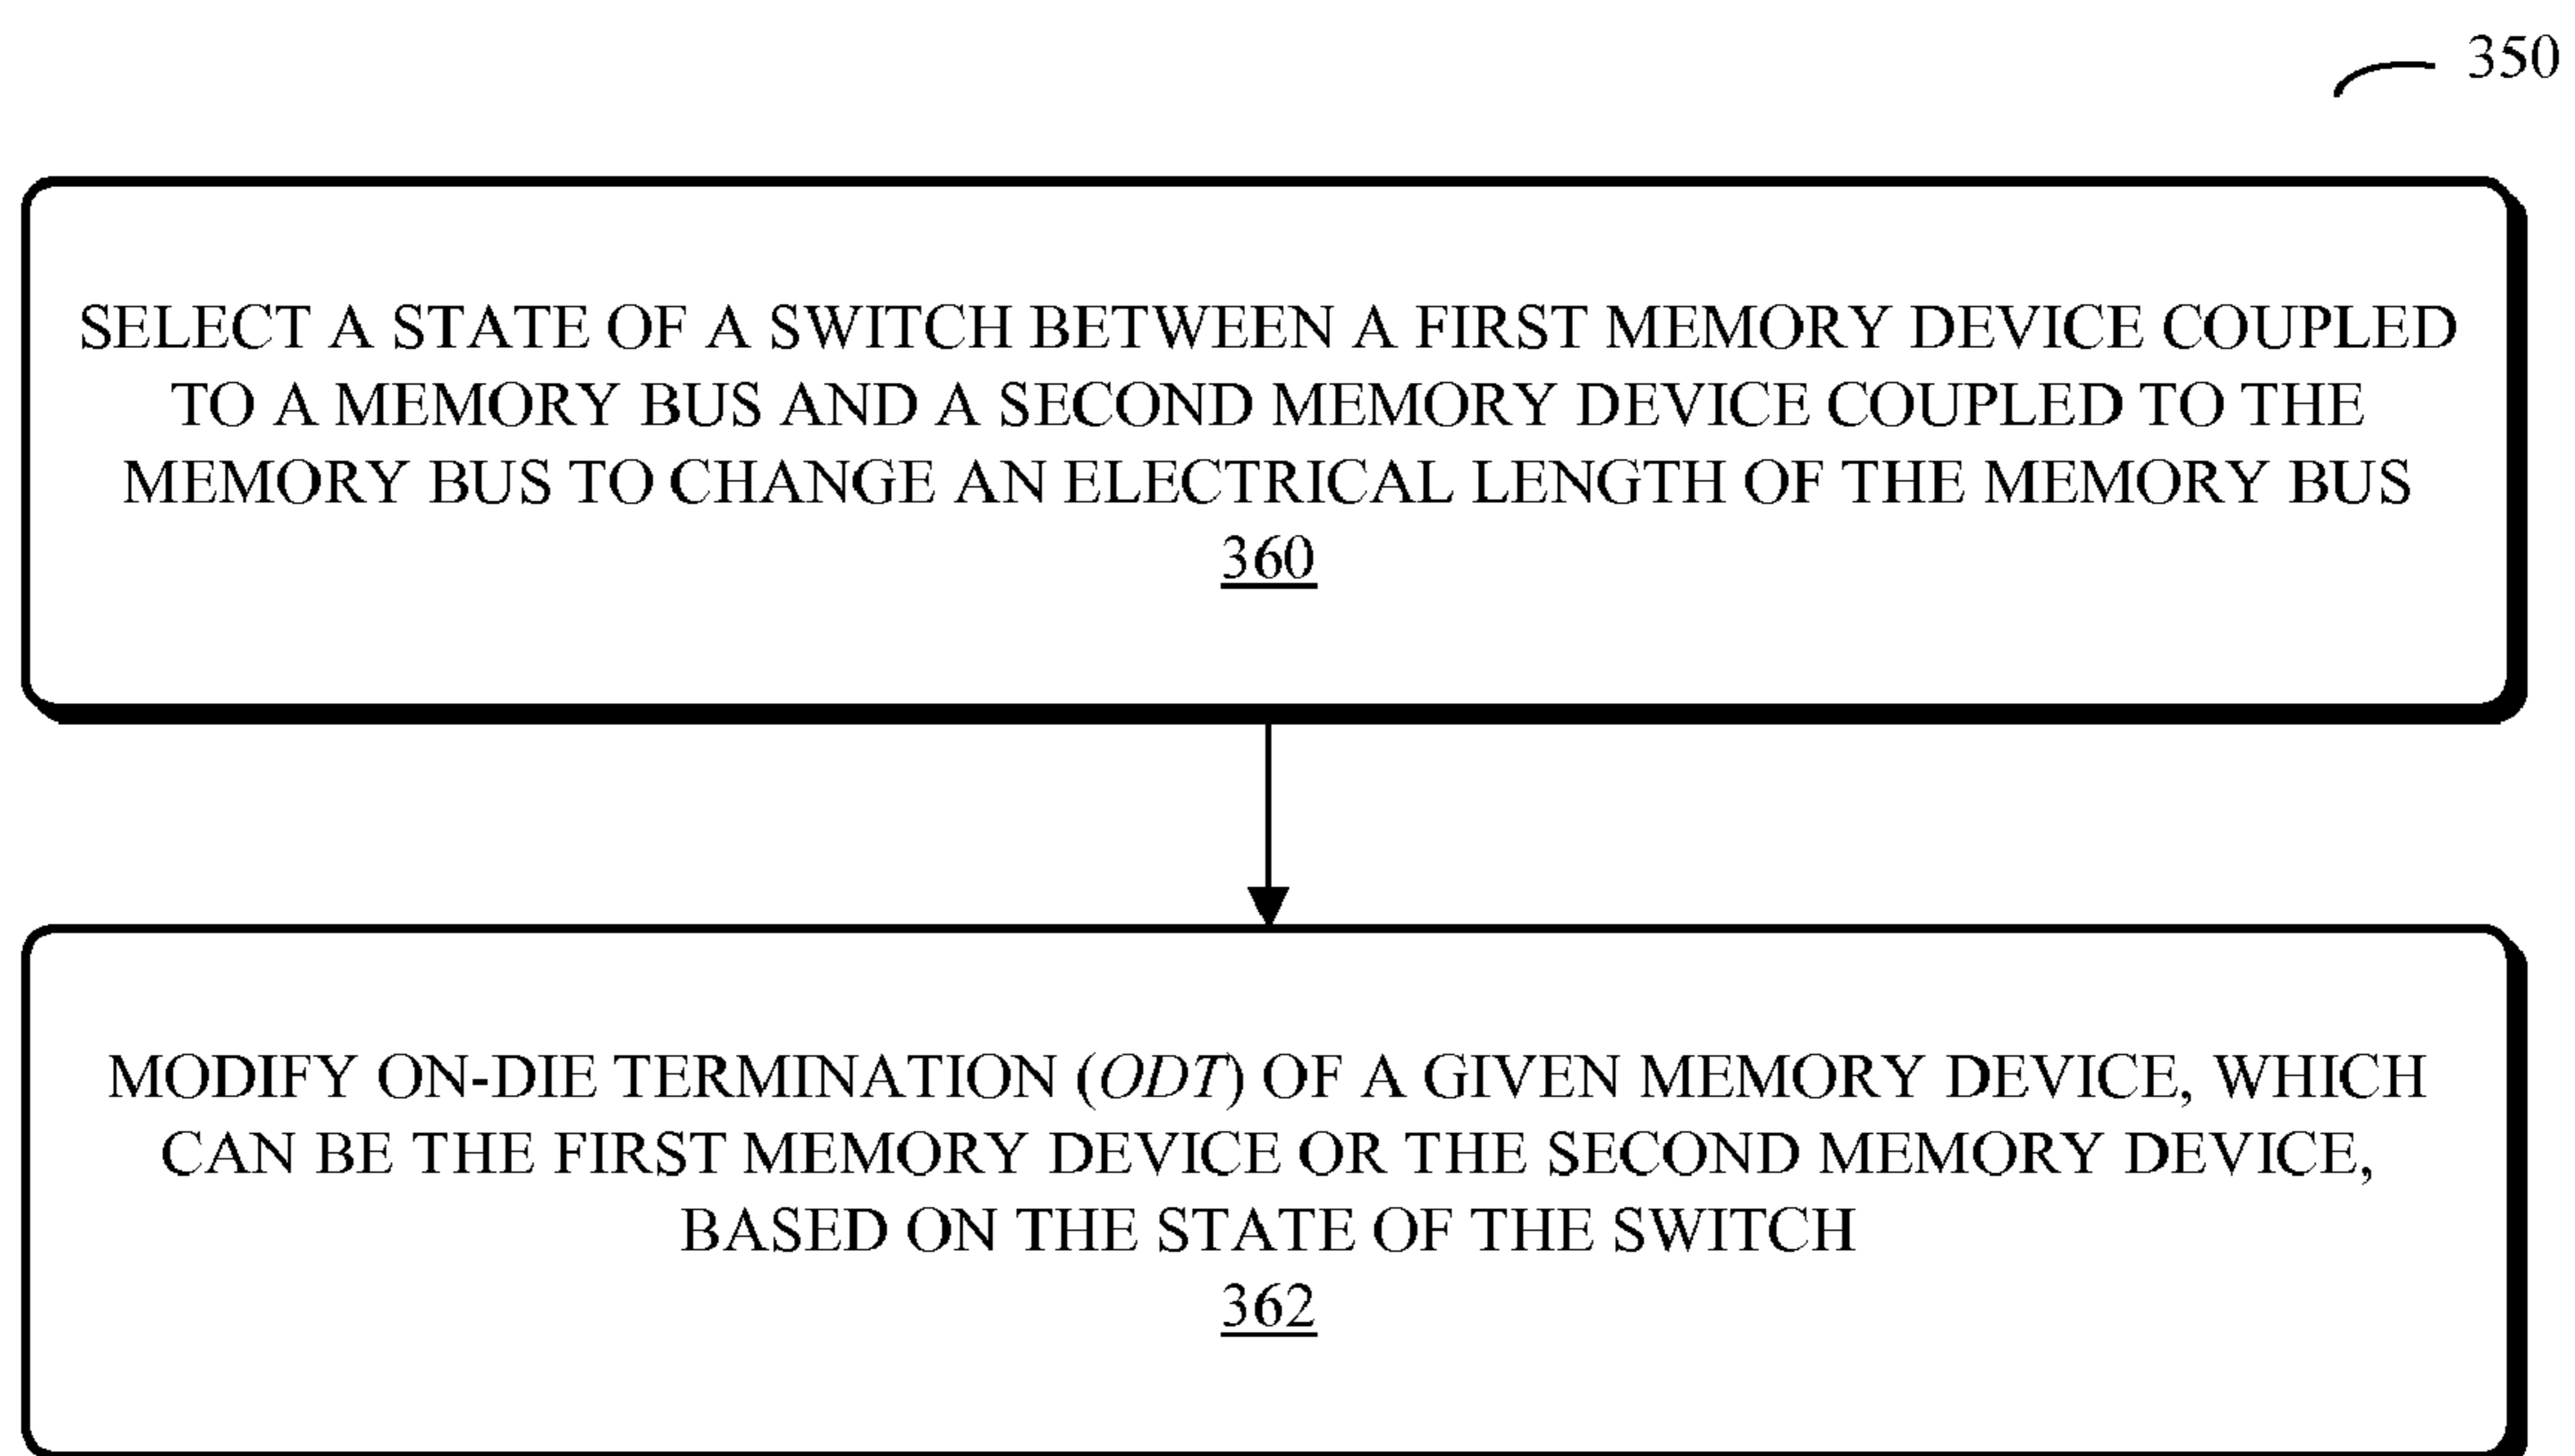 350
SELECT A STATE OF A SWITCH BETWEEN A FIRST MEMORY DEVICE COUPLED
TO A MEMORY BUS AND A SECOND MEMORY DEVICE COUPLED TO THE
MEMORY BUS TO CHANGE AN ELECTRICAL LENGTH OF THE MEMORY BUS
360
MODIFY ON-DIE TERMINATION (ODT) OF A GIVEN MEMORY DEVICE, WHICH
CAN BE THE FIRST MEMORY DEVICE OR THE SECOND MEMORY DEVICE,
BASED ON THE STATE OF THE SWITCH
362